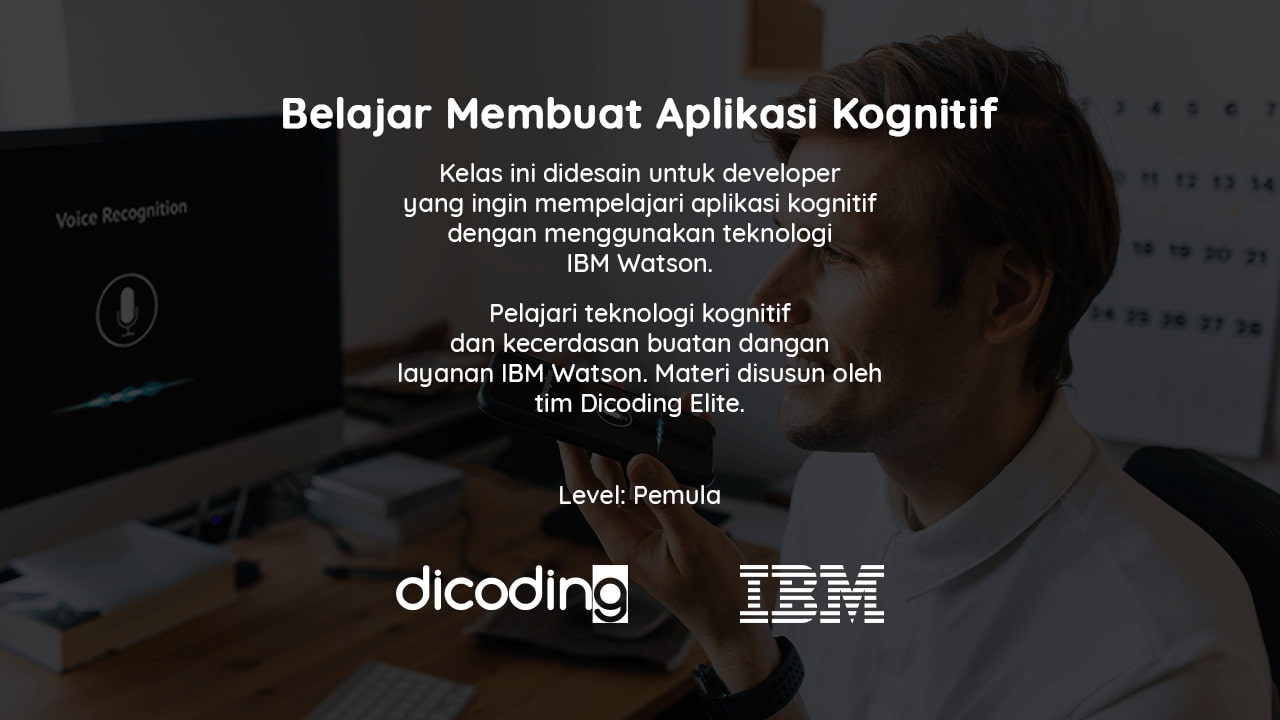 Belajar Membuat Aplikasi Kognitif
Kelas ini didesain untuk developer
yang ingin mempelajari aplikasi kognitif
dengan menggunakan teknologi
IBM Watson.
Pelajari teknologi kognitif
dan kecerdasan buatan dangan
layanan IBM Watson. Materi disusun oleh
tim Dicoding Elite.
Level: Pemula
dicoding
IBM
Voice Recognition
3 4 5 6 7
11 12 13 14
18 19 20 21
24 25 26 27 28